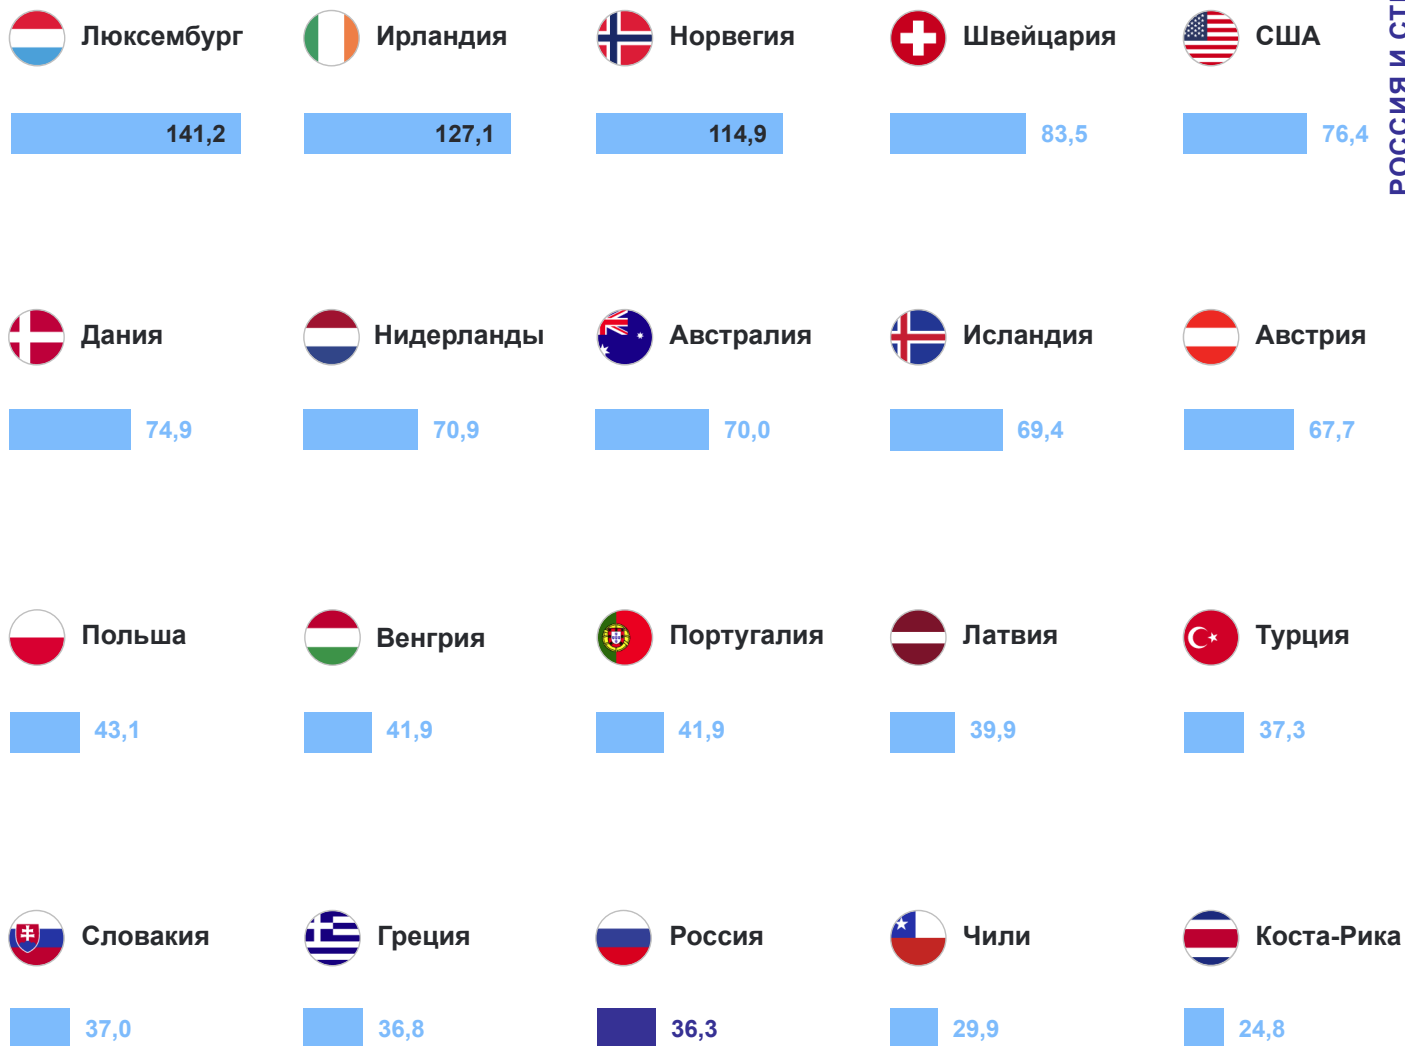 Люксембург Ирландия Норвегия Швейцария США
141,2 127,1 114,9 83,5 76,4
Дания Нидерланды Австралия Исландия Австрия
74,9 70,9 70,0 69,4 67,7
Польша Венгрия Португалия Латвия Турция
43,1 41,9 41,9 39,9 37,3
Словакия Греция Россия Чили Коста-Рика
37,0 36,8 36,3 29,9 24,8
РОССИЯ И